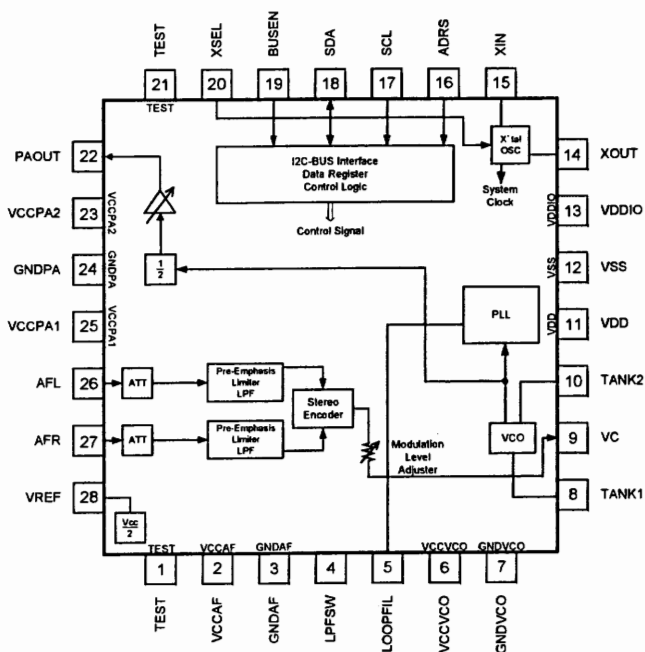 TEST
XSEL
BUSEN
SDA
SCL
ADRS
XIN
21
20
19
18
17
16
15
TEST
PAOUT
22
VCCPA2
23
VCCPA2
GNDPA
24
GNDPA
VCCPA1
25
VCCPA1
AFL
26
AFR
27
VREF
28
I2C-BUS Interface
Data Register
Control Logic
Control Signal
X'tal
OSC
System
Clock
14
XOUT
VDDIO
13
VDDIO
VSS
12
VSS
VDD
11
VDD
10
TANK2
9
VC
8
TANK1
1
2
PLL
VCO
ATT
Pre-Emphasis
Limiter
LPF
ATT
Pre-Emphasis
Limiter
LPF
Stereo
Encoder
Modulation
Level
Adjuster
Vcc
2
TEST
VCCAF
GNDAF
VCCVCO
GNDVCO
1
2
3
4
5
6
7
TEST
VCCAF
GNDAF
LPFSW
LOOPFIL
VCCVCO
GNDVCO